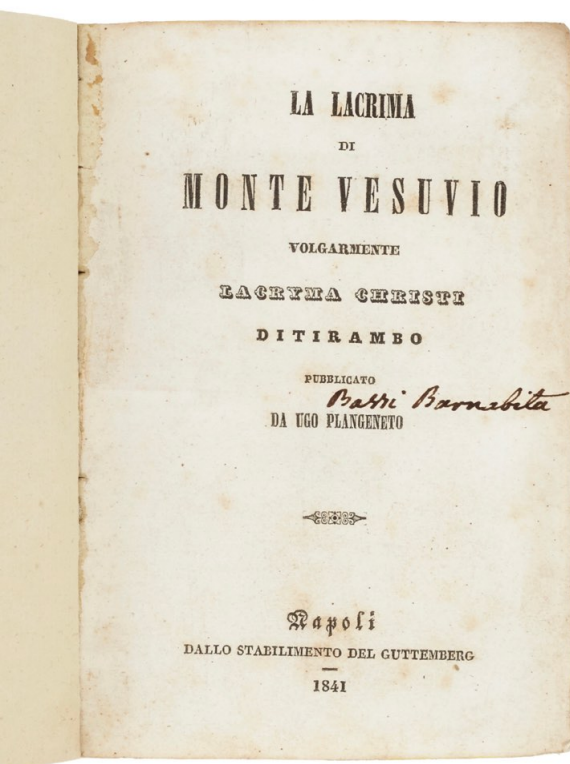 LA LACRIMA
DI
MONTE VESUVIO
VOLGARMENTE
LACRYMA CHRISTI
DITIRAMBO
PUBBLICATO
Bassi Barnabita
DA UGO PLANGENETO
Napoli
DALLO STABILIMENTO DEL GUTTEMBERG
1841